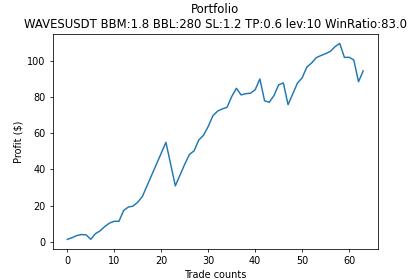 Portfolio
WAVESUSDT BBM:1.8 BBL:280 SL:1.2 TP:0.6 lev:10 WinRatio:83.0
100
80
60
40
20
0
Profit ($)
0 10 20 30 40 50 60
Trade counts